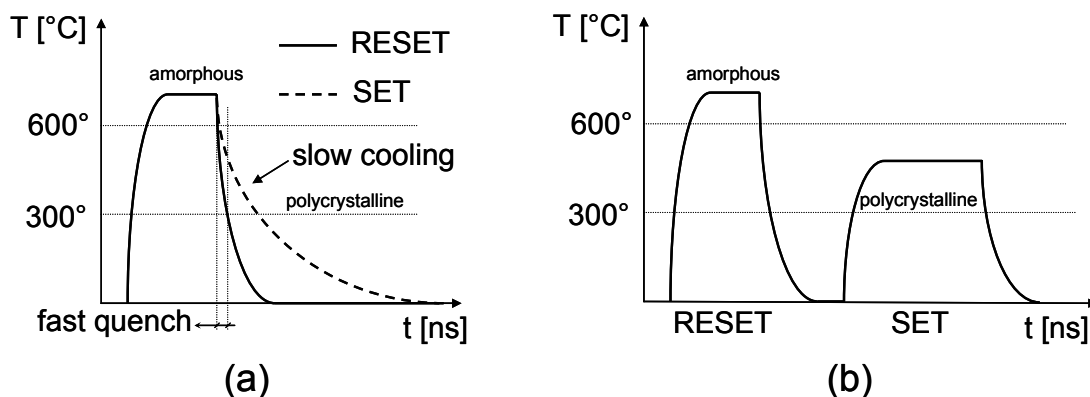 T [°C]
RESET
amorphous
SET
600°
slow cooling
polycrystalline
300°
fast quench
t [ns]
(a)
T [°C]
amorphous
600°
polycrystalline
300°
RESET
SET
t [ns]
(b)